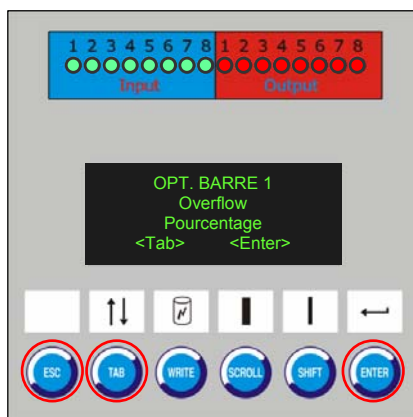 1 2 3 4 5 6 7 8 1 2 3 4 5 6 7 8
Input Output
OPT. BARRE 1
Overflow
Pourcentage
<Tab> <Enter>
ESC TAB WRITE SCROLL SHIFT ENTER